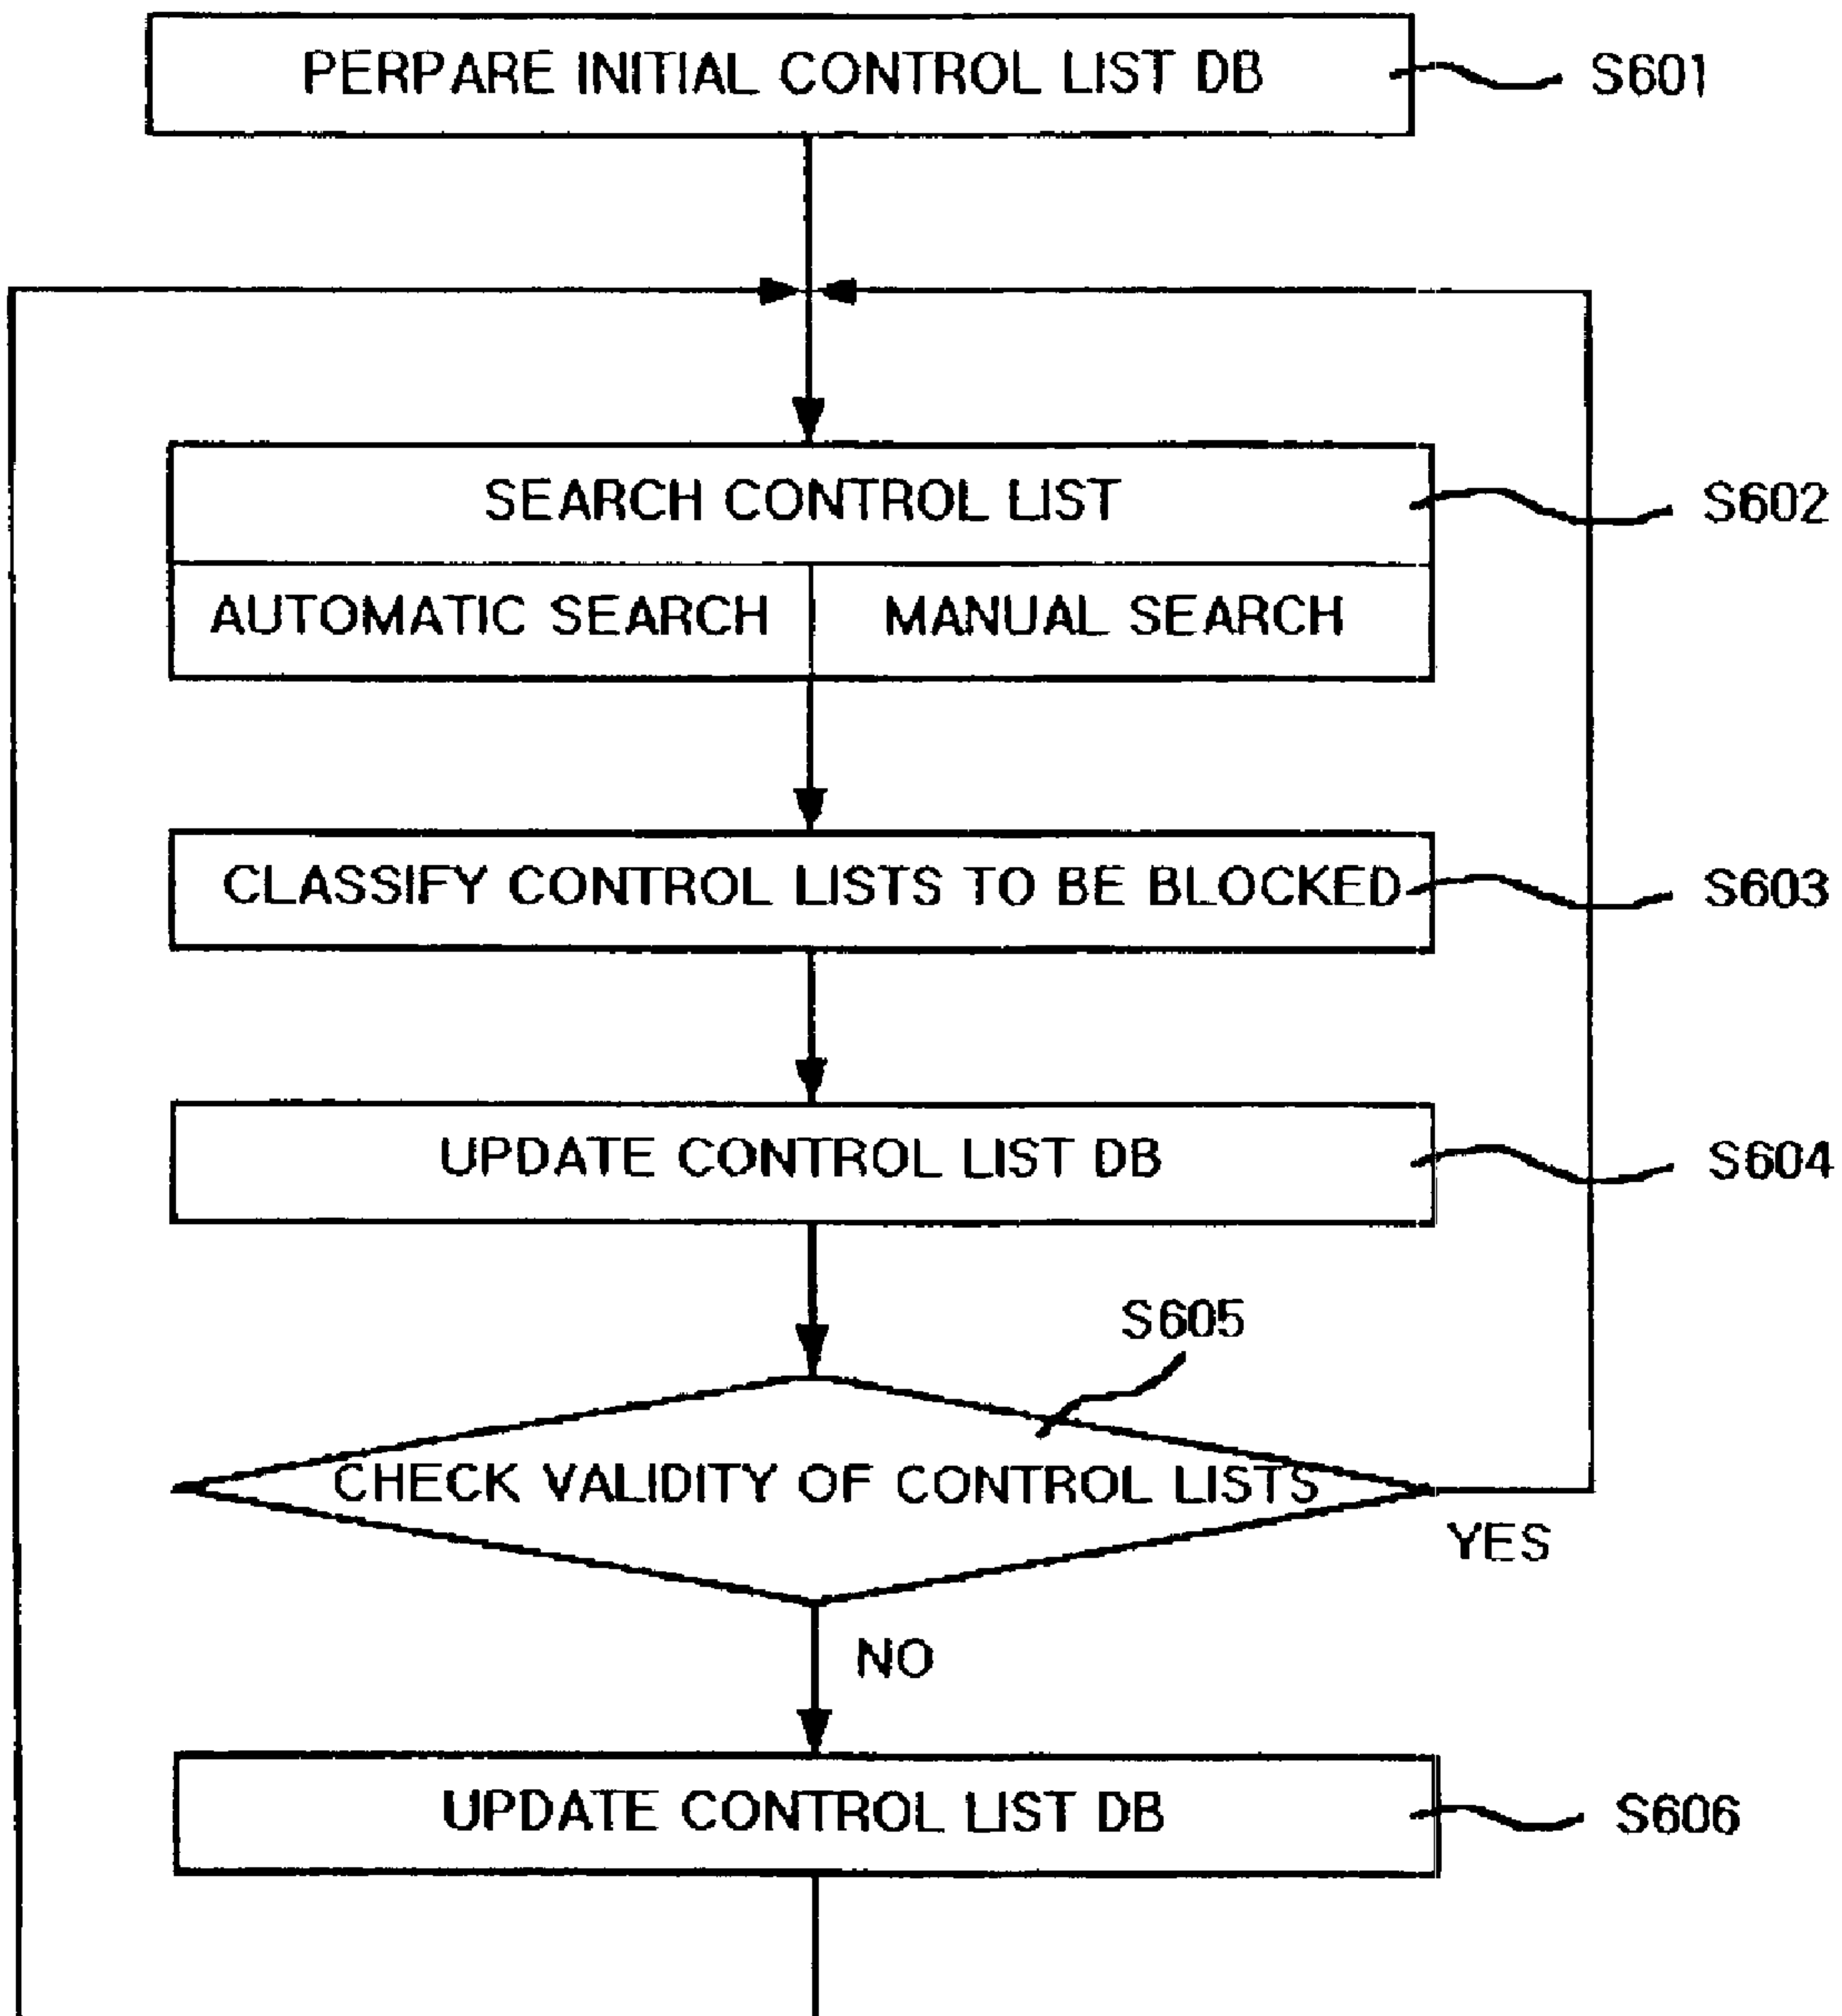 PERPARE INITIAL CONTROL LIST DB
S601
SEARCH CONTROL LIST
S602
AUTOMATIC SEARCH
MANUAL SEARCH
CLASSIFY CONTROL LISTS TO BE BLOCKED
S603
UPDATE CONTROL LIST DB
S604
S605
CHECK VALIDITY OF CONTROL LISTS
YES
NO
UPDATE CONTROL LIST DB
S606